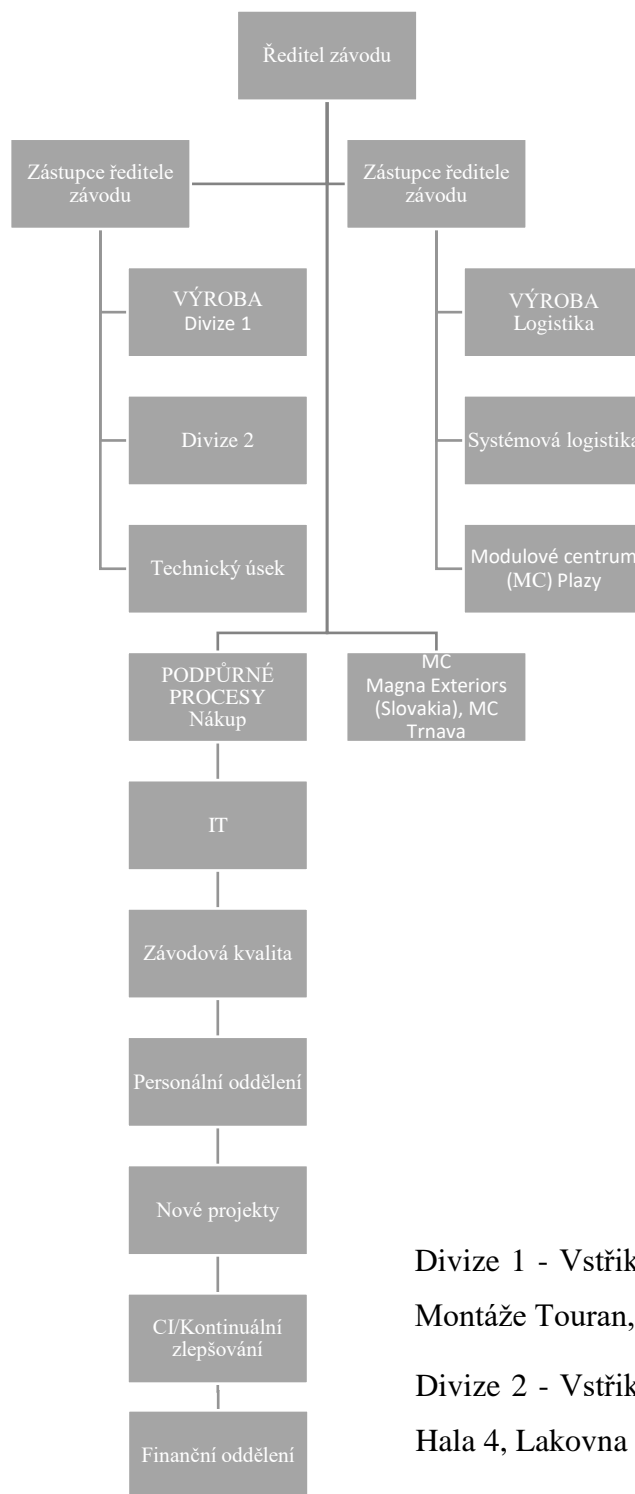 Ředitel závodu
Zástupce ředitele
závodu
Zástupce ředitele
závodu
VÝROBA
Divize 1
VÝROBA
Logistika
Divize 2
Systémová logistika
Technický úsek
Modulové centrum
(MC) Plazy
PODPŮRNÉ
PROCESY
Nákup
MC
Magna Exteriors
(Slovakia), MC
Trnava
IT
Závodová kvalita
Personální oddělení
Nové projekty
CI/Kontinuální
zlepšování
Finanční oddělení
Divize 1 - Vstřik
Montáže Touran,
Divize 2 - Vstřik
Hala 4, Lakovna